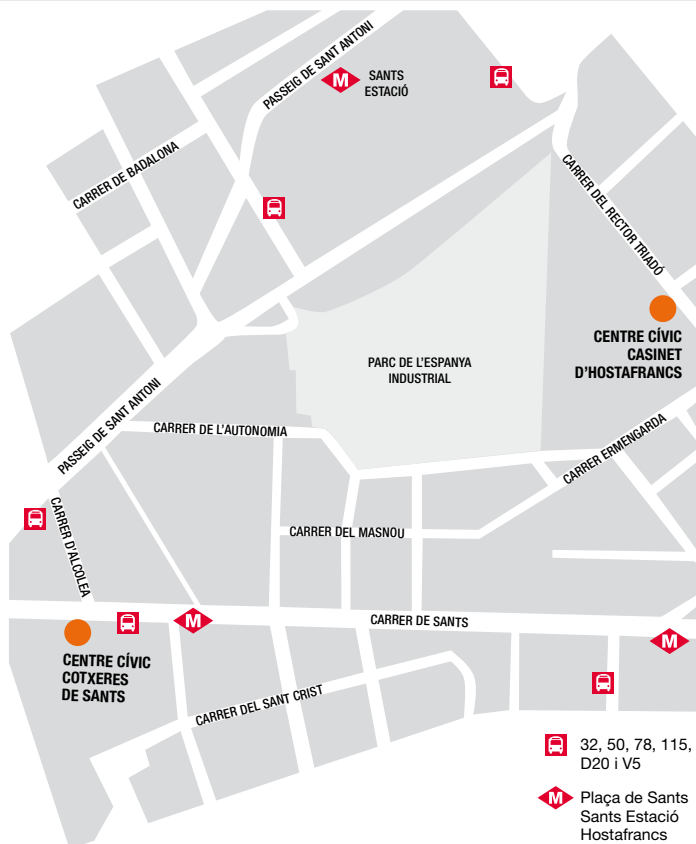 PASSEIG DE SANT ANTONI
M
SANTS
ESTACIÓ
CARRER DE BADALONA
CARRER DEL RECTOR TRIADÓ
CENTRE CÍVIC
CASINET
D'HOSTAFRANCS
PARC DE L'ESPANYA
INDUSTRIAL
PASSEIG DE SANT ANTONI
CARRER DE L'AUTONOMIA
CARRER ERMENGARDA
CARRER D'ALCOLEA
CARRER DEL MASNOU
CARRER DE SANTS
M
M
CENTRE CÍVIC
COTXERES
DE SANTS
CARRER DEL SANT CRIST
32, 50, 78, 115,
D20 i V5
M
Plaça de Sants
Sants Estació
Hostafrancs